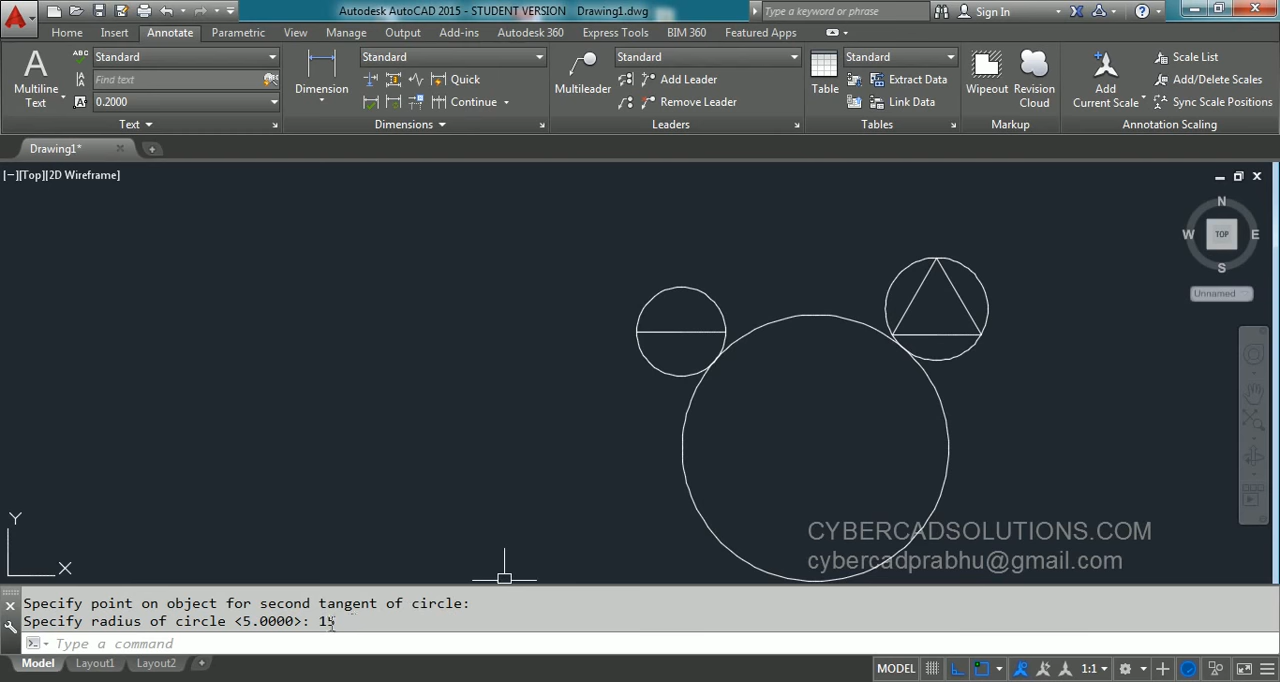 Autodesk AutoCAD 2015 - STUDENT VERSION Drawing1.dwg
Type a keyword or phrase
Sign In
Home Insert Annotate Parametric View Manage Output Add-ins Autodesk 360 Express Tools BIM 360 Featured Apps
Multiline
Text
ABC
Standard
Find text
0.2000
Text
Dimension
Standard
Quick
Continue
Dimensions
Multileader
Standard
Add Leader
Remove Leader
Leaders
Table
Standard
Extract Data
Link Data
Tables
Wipeout
Revision
Cloud
Markup
Add
Current Scale
Scale List
Add/Delete Scales
Sync Scale Positions
Annotation Scaling
Drawing1*
[−][Top][2D Wireframe]
N
W
TOP
E
S
Unnamed
Y
X
CYBERCADSOLUTIONS.COM
cybercadprabhu@gmail.com
Specify point on object for second tangent of circle:
Specify radius of circle <5.0000>: 15
Type a command
Model Layout1 Layout2
MODEL
1:1